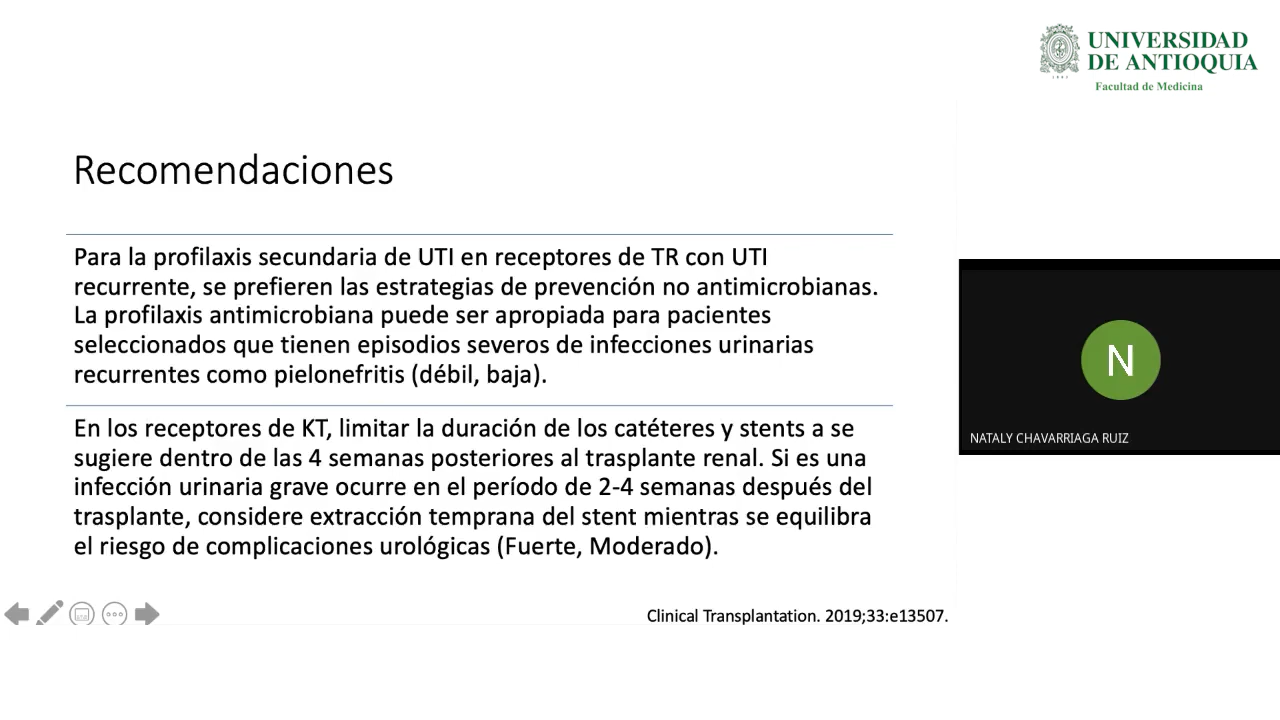 UNIVERSIDAD
DE ANTIOQUIA
Facultad de Medicina
Recomendaciones
Para la profilaxis secundaria de UTI en receptores de TR con UTI
recurrente, se prefieren las estrategias de prevención no antimicrobianas.
La profilaxis antimicrobiana puede ser apropiada para pacientes
seleccionados que tienen episodios severos de infecciones urinarias
recurrentes como pielonefritis (débil, baja).
En los receptores de KT, limitar la duración de los catéteres y stents a se
sugiere dentro de las 4 semanas posteriores al trasplante renal. Si es una
infección urinaria grave ocurre en el período de 2-4 semanas después del
trasplante, considere extracción temprana del stent mientras se equilibra
el riesgo de complicaciones urológicas (Fuerte, Moderado).
Clinical Transplantation. 2019;33:e13507.
N
NATALY CHAVARRIAGA RUIZ